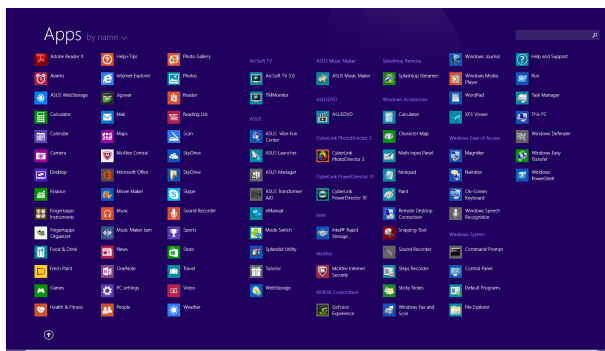 Apps by name
Adobe Reader X
Alarms
ASUS WebStorage
Calculator
Calendar
Camera
Desktop
Finance
Fingertapps
Instruments
Fingertapps
Organizer
Food & Drink
Fresh Paint
Games
Health & Fitness
Help+Tips
Internet Explorer
Jigswar
Mail
Maps
McAfee Central
Microsoft Office
Movie Maker
Music
Music Maker Jam
News
OneNote
PC settings
People
Photo Gallery
Photos
Reader
Reading List
Scan
SkyDrive
SkyDrive
Skype
Sound Recorder
Sports
Store
Travel
Video
Weather
ArcSoft TV
ArcSoft TV 5.0
TMMonitor
ASUS
ASUS Vibe Fun
Center
ASUS Launcher
ASUS Manager
ASUS Transformer
AiO
eManual
Mode Switch
Splendid Utility
Tutorial
WebStorage
ASUS Music Maker
ASUS Music Maker
ASUSDVD
ASUSDVD
CyberLink PhotoDirector 3
CyberLink
PhotoDirector 3
CyberLink PowerDirector 10
CyberLink
PowerDirector 10
Intel
Intel® Rapid
Storage ...
McAfee
McAfee Internet
Security
NVIDIA Corporation
GeForce
Experience
Splashtop Remote
Splashtop Streamer
Windows Accessories
Calculator
Character Map
Math Input Panel
Notepad
Paint
Remote Desktop
Connection
Snipping Tool
Sound Recorder
Steps Recorder
Sticky Notes
Windows Fax and
Scan
Windows Journal
Windows Media
Player
WordPad
XPS Viewer
Windows Ease of Access
Magnifier
Narrator
On-Screen
Keyboard
Windows Speech
Recognition
Windows System
Command Prompt
Control Panel
Default Programs
File Explorer
Help and Support
Run
Task Manager
This PC
Windows Defender
Windows Easy
Transfer
Windows
PowerShell